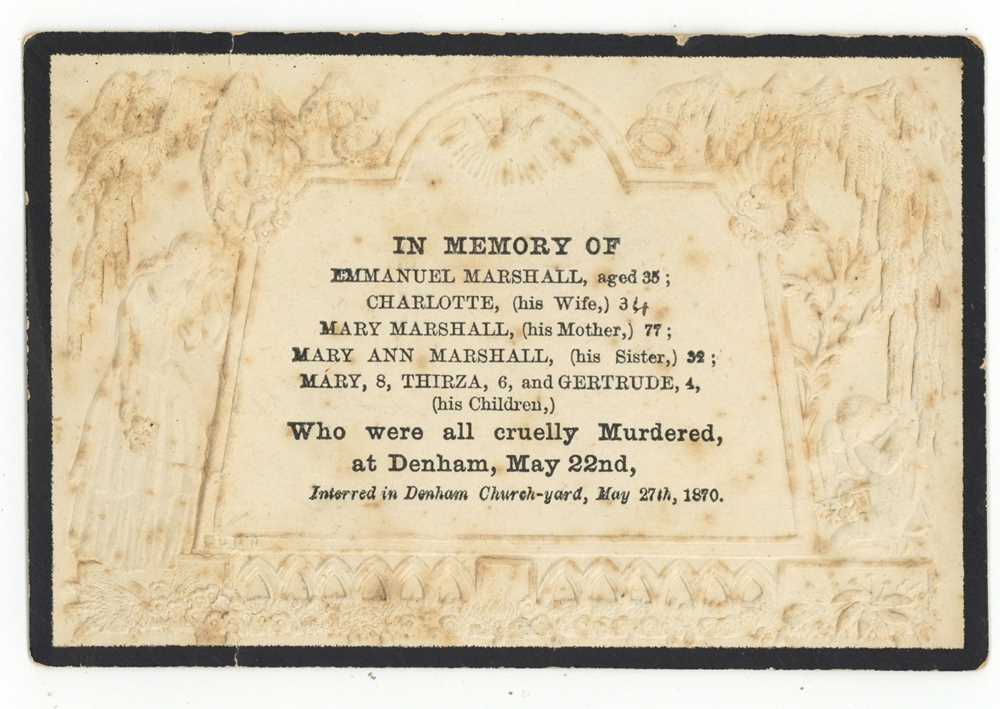 IN MEMORY OF
EMMANUEL MARSHALL, aged 35;
CHARLOTTE, (his Wife,) 34
MARY MARSHALL, (his Mother,) 77;
MARY ANN MARSHALL, (his Sister,) 32;
MARY, 8, THIRZA, 6, and GERTRUDE, 4,
(his Children,)
Who were all cruelly Murdered,
at Denham, May 22nd,
Interred in Denham Church-yard, May 27th, 1870.